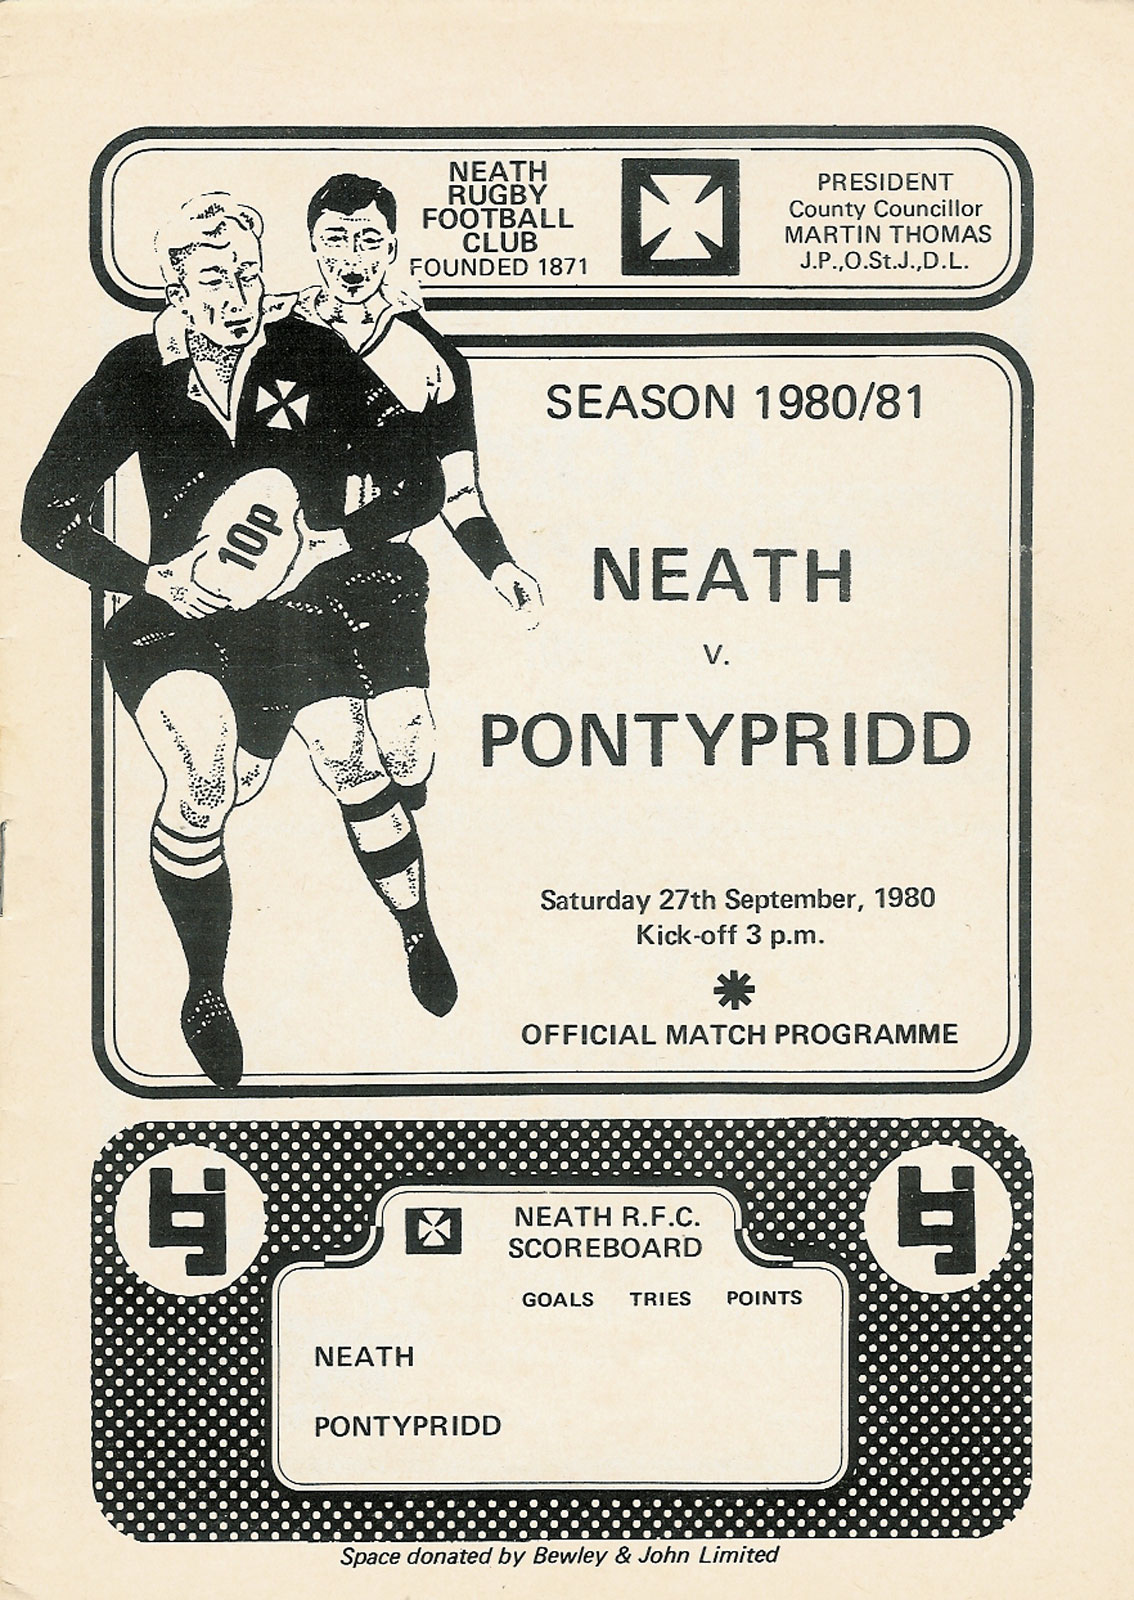 NEATH
RUGBY
FOOTBALL
CLUB
FOUNDED 1871
PRESIDENT
County Councillor
MARTIN THOMAS
J.P.,O.St.J.,D.L.
SEASON 1980/81
10p
NEATH
v.
PONTYPRIDD
Saturday 27th September, 1980
Kick-off 3 p.m.
OFFICIAL MATCH PROGRAMME
NEATH R.F.C.
SCOREBOARD
GOALS TRIES POINTS
NEATH
PONTYPRIDD
Space donated by Bewley & John Limited